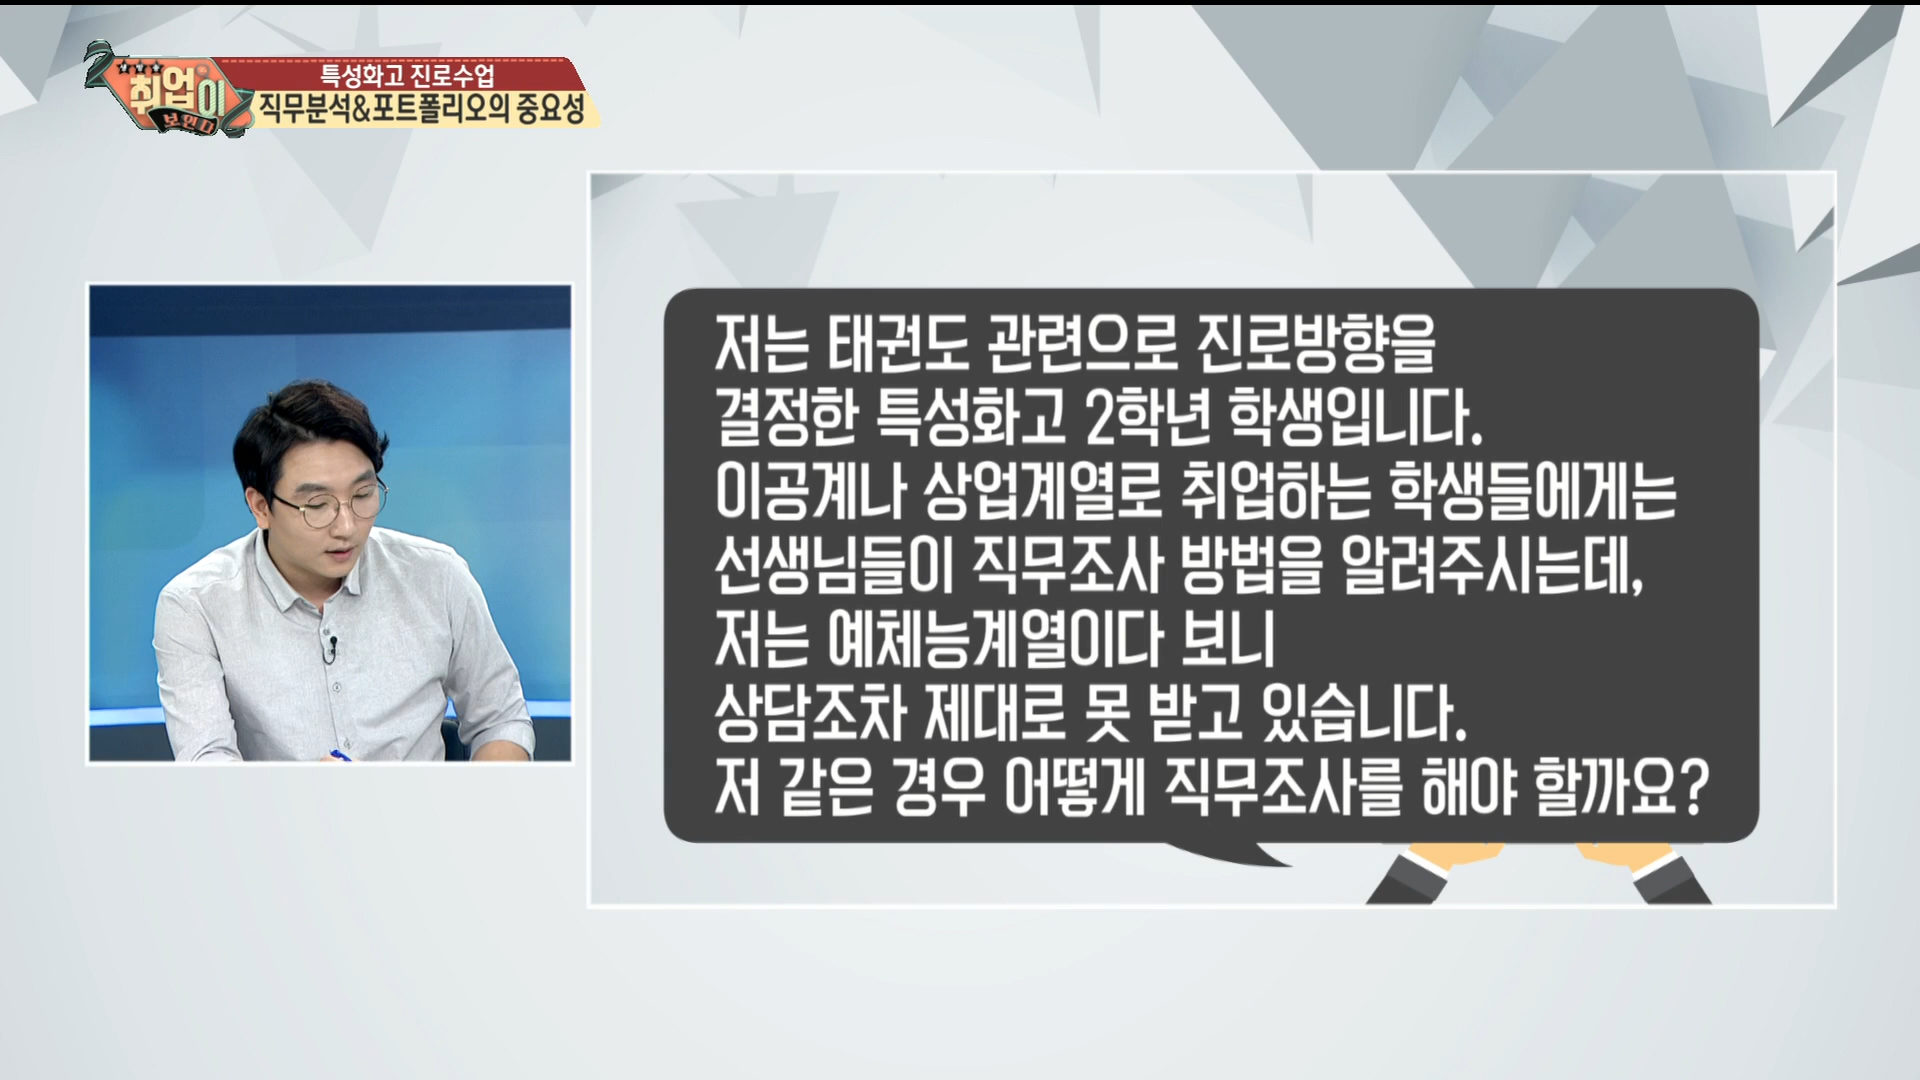 취업이
보인다
특성화고 진로수업
직무분석&포트폴리오의 중요성
저는 태권도 관련으로 진로방향을
결정한 특성화고 2학년 학생입니다.
이공계나 상업계열로 취업하는 학생들에게는
선생님들이 직무조사 방법을 알려주시는데,
저는 예체능계열이다 보니
상담조차 제대로 못 받고 있습니다.
저 같은 경우 어떻게 직무조사를 해야 할까요?